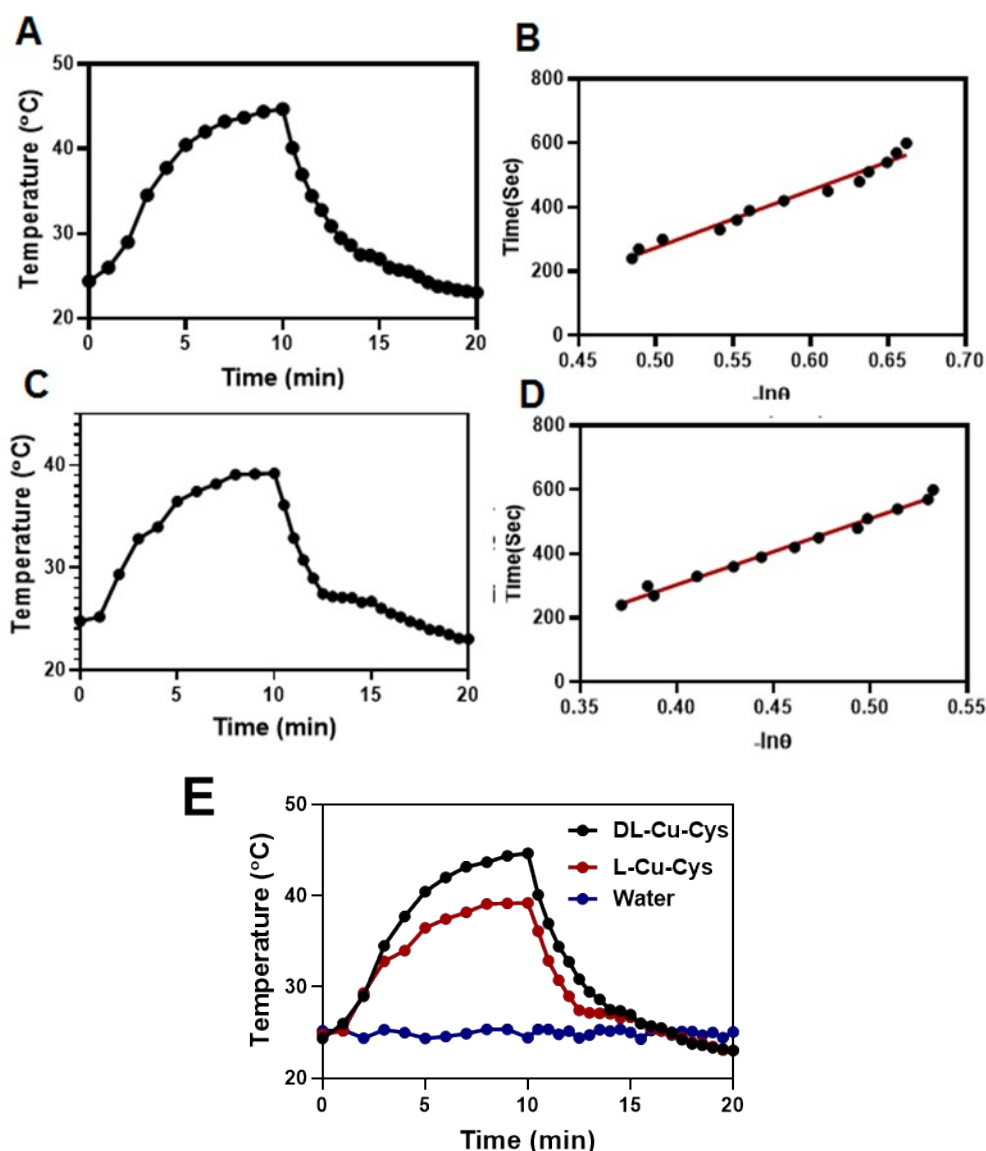 A
Temperature (°C)
50
40
30
20
0
5
10
15
20
Time (min)
B
Time(Sec)
800
600
400
200
0
0.45
0.50
0.55
0.60
0.65
0.70
-lnθ
C
Temperature (°C)
40
30
20
0
5
10
15
20
Time (min)
D
Time(Sec)
800
600
400
200
0
0.35
0.40
0.45
0.50
0.55
-lnθ
E
Temperature (°C)
50
40
30
20
DL-Cu-Cys
L-Cu-Cys
Water
0
5
10
15
20
Time (min)